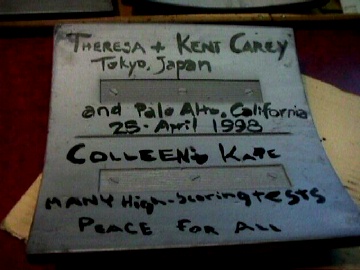 THERESA + KENT CAREY
Tokyo, Japan
and Palo Alto, California
25 April 1998
COLLEEN + KATE
MANY High-scoring tests
PEACE FOR ALL